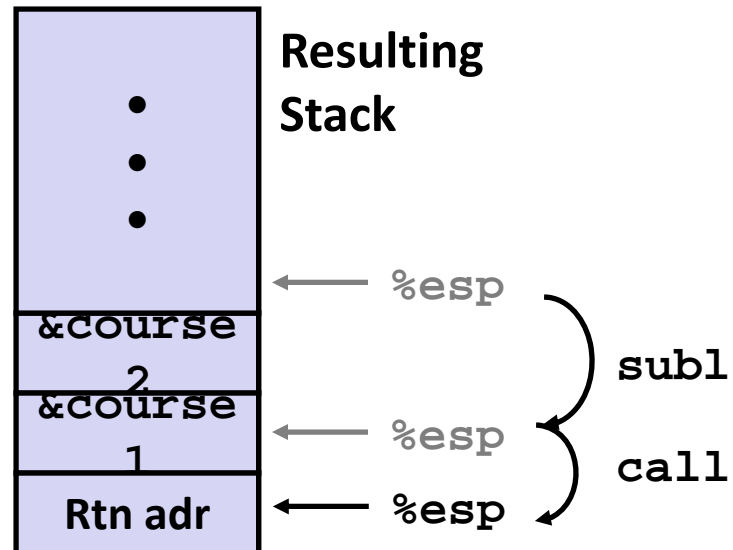 Resulting
Stack
%esp
&course
2
subl
&course
1
%esp
call
Rtn adr
%esp